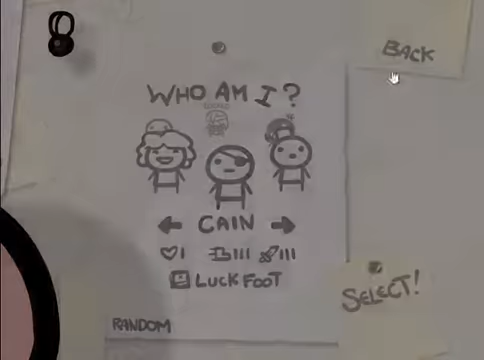 BACK
WHO AM I?
CAIN
LUCK FOOT
SELECT!
RANDOM